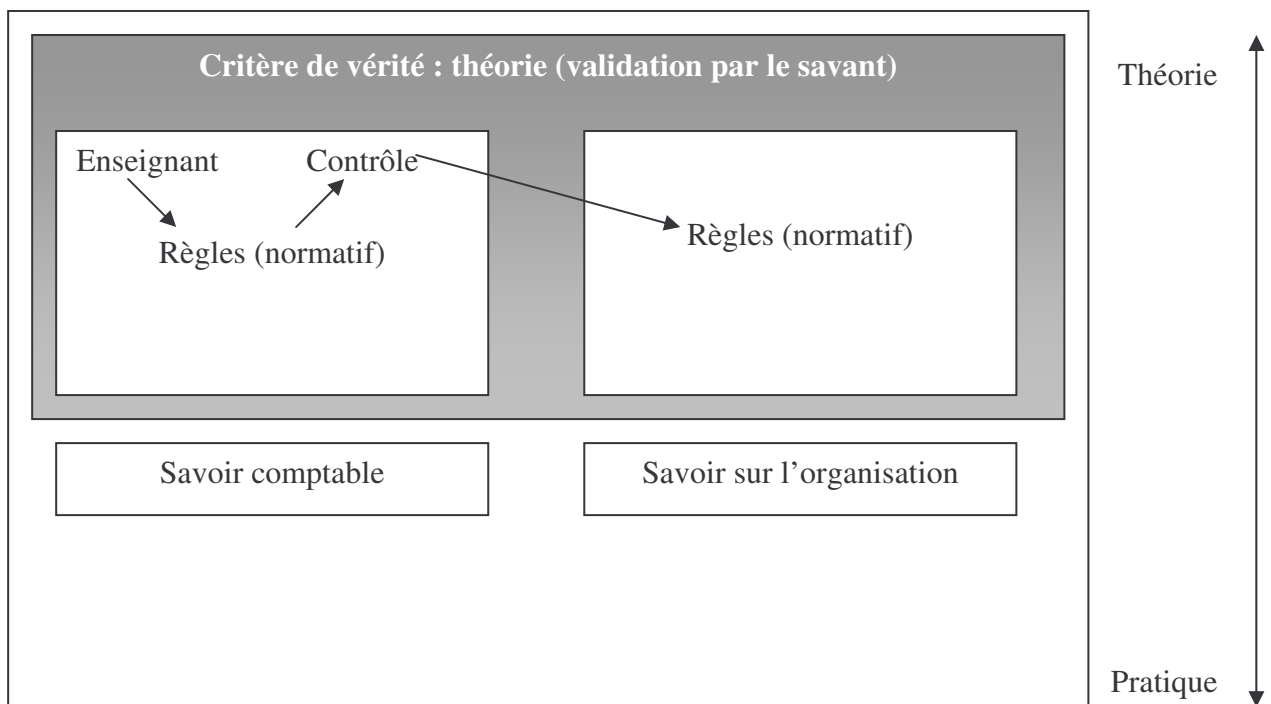 Critère de vérité : théorie (validation par le savant)
Théorie
Enseignant
Contrôle
Règles (normatif)
Règles (normatif)
Savoir comptable
Savoir sur l’organisation
Pratique